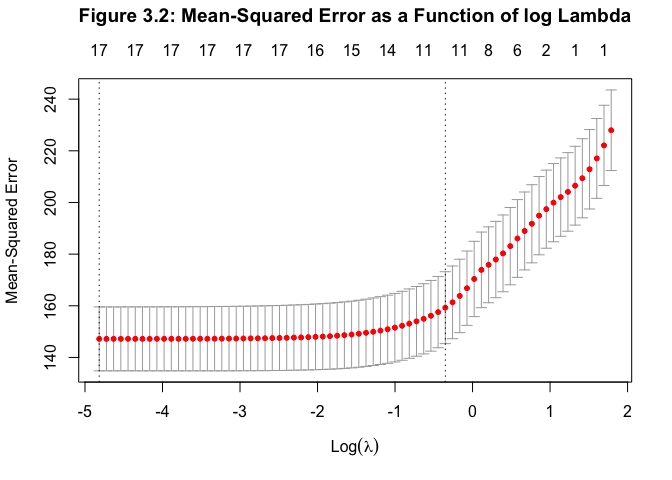 Figure 3.2: Mean-Squared Error as a Function of log Lambda
17 17 17 17 17 17 16 15 14 11 11 8 6 2 1 1
Mean-Squared Error
240
220
200
180
160
140
-5 -4 -3 -2 -1 0 1 2
Log(λ)